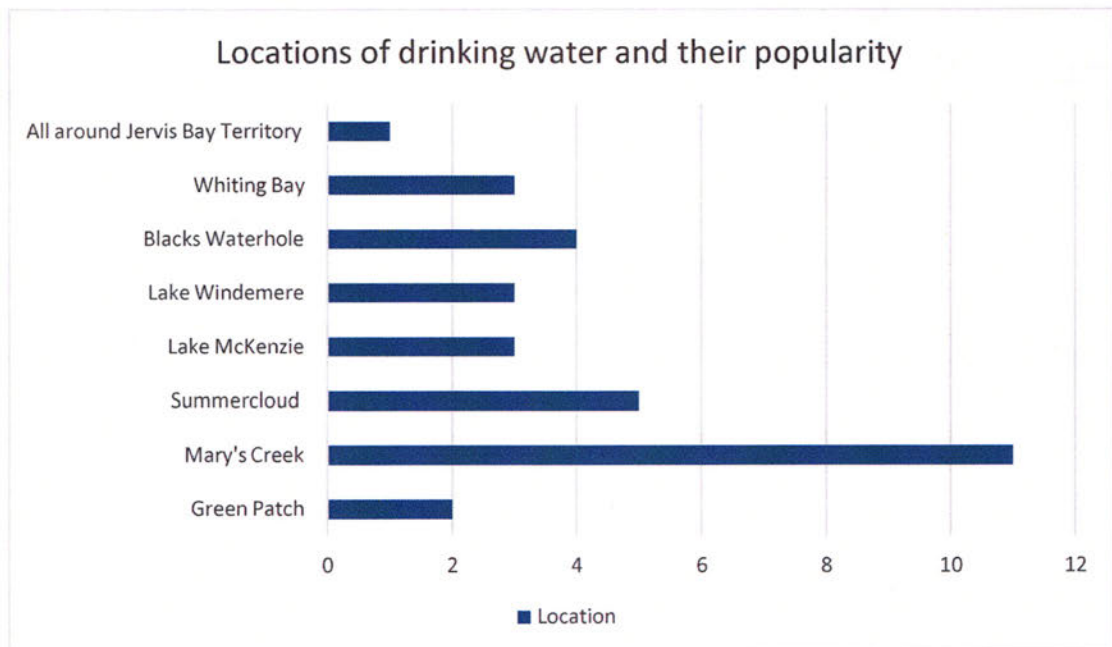 Locations of drinking water and their popularity
All around Jervis Bay Territory
Whiting Bay
Blacks Waterhole
Lake Windemere
Lake McKenzie
Summercloud
Mary's Creek
Green Patch
0 2 4 6 8 10 12
Location